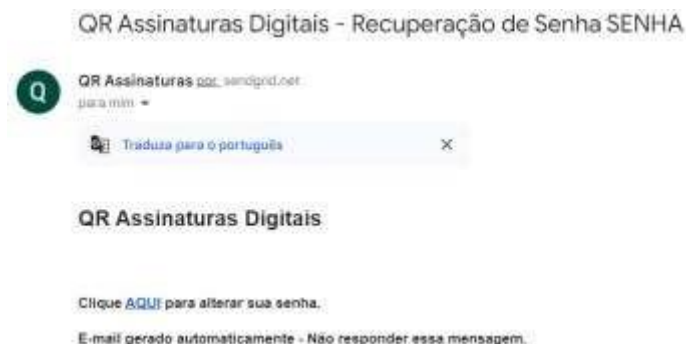 QR Assinaturas Digitais - Recuperação de Senha SENHA
Q
QR Assinaturas por sendgrid.net
para mim
Traduza para o português
QR Assinaturas Digitais
Clique AQUI para alterar sua senha.
E-mail gerado automaticamente - Não responder essa mensagem.